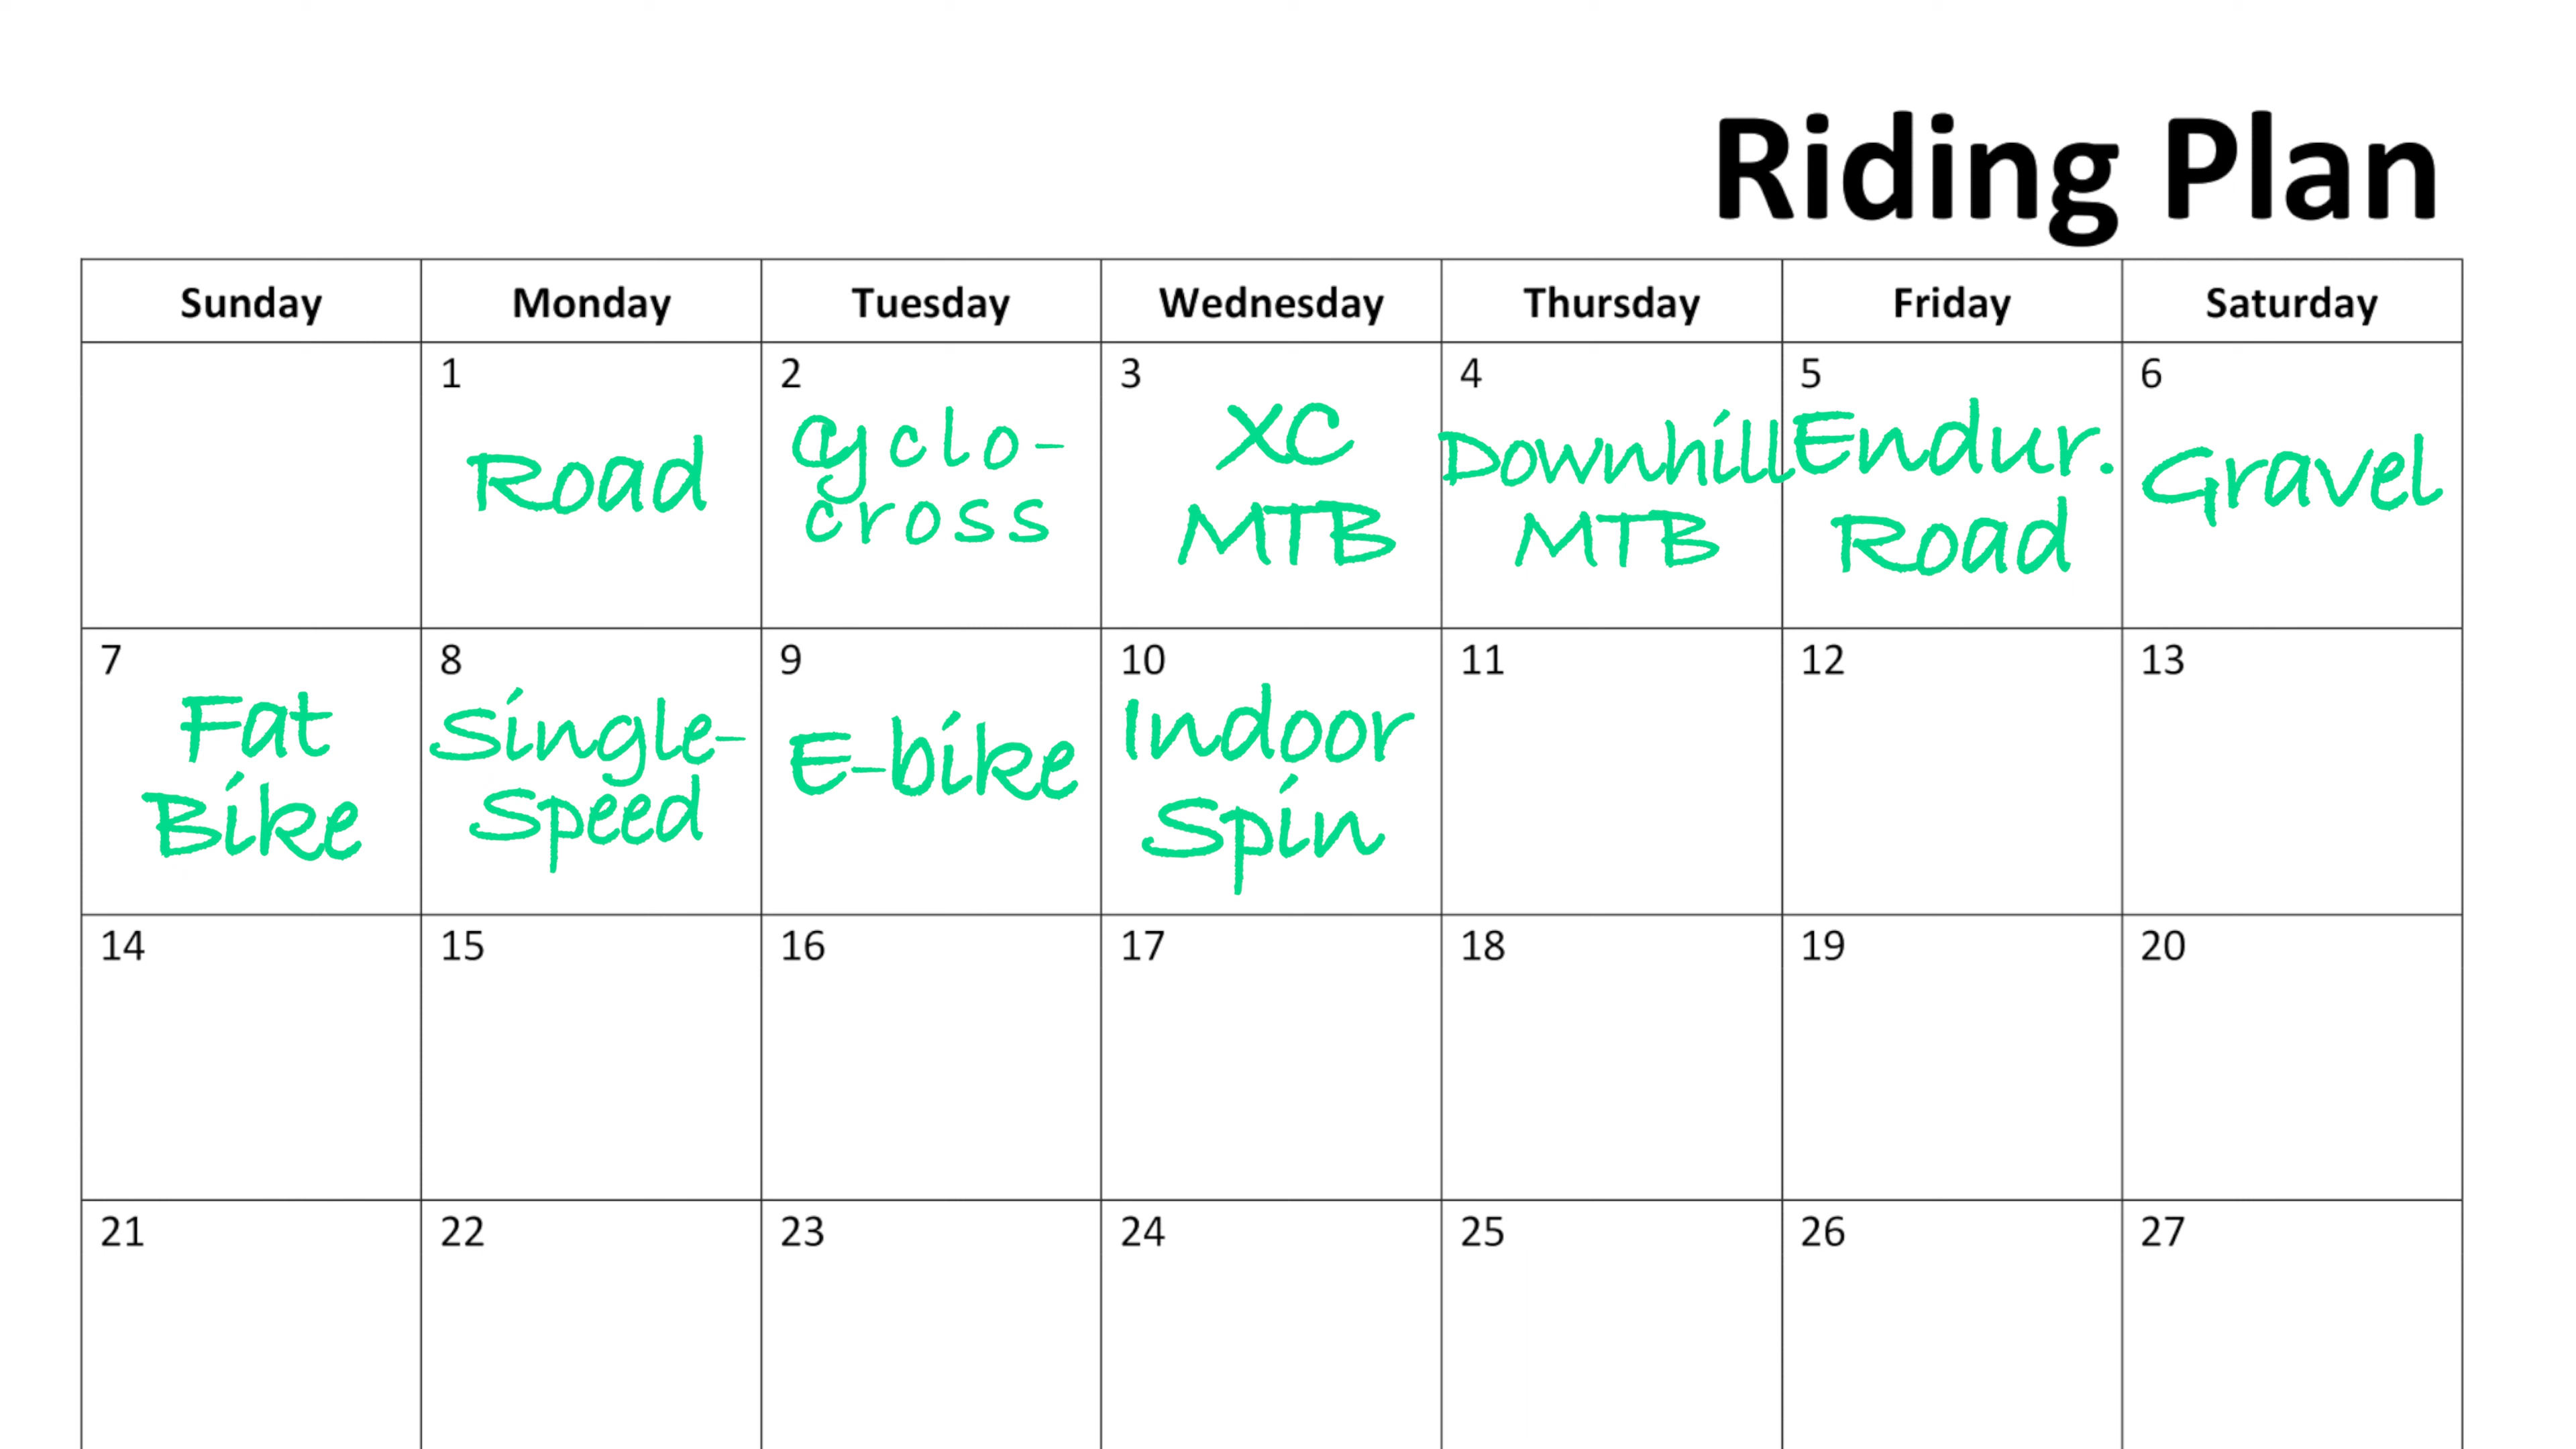 Riding Plan
Sunday Monday Tuesday Wednesday Thursday Friday Saturday
1 2 3 4 5 6
Road
cyclo-
cross
XC
MTB
Downhill
MTB
Endur.
Road
Gravel
7 8 9 10 11 12 13
Fat
Bike
Single-
Speed
E-bike
Indoor
Spin
14 15 16 17 18 19 20
21 22 23 24 25 26 27